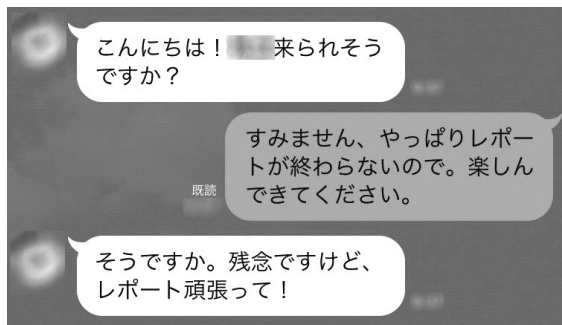 こんにちは！来られそう
ですか？
すみません、やっぱりレポー
トが終わらないので。楽しん
できてください。
既読
そうですか。残念ですけど、
レポート頑張って！